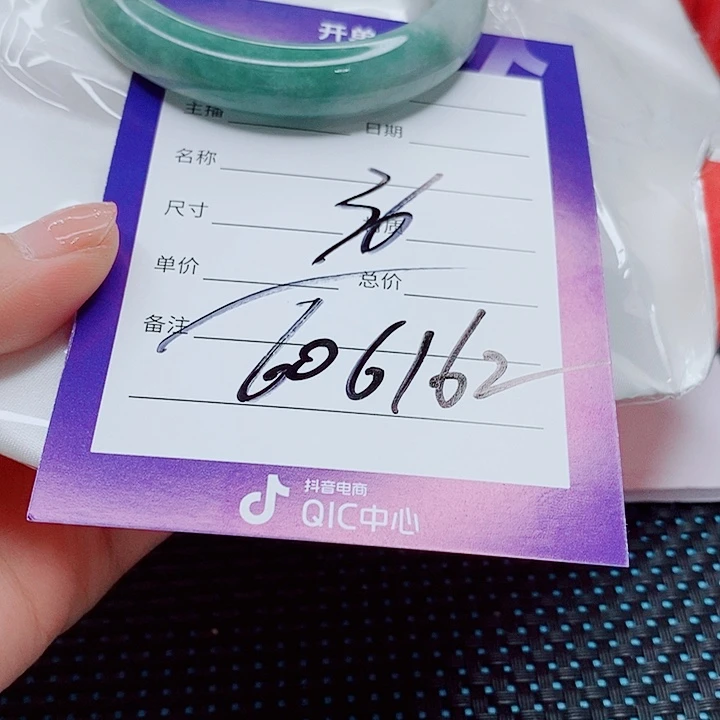 开单
主播 日期
名称
尺寸
36
单价 总价
备注
606162
抖音电商
QIC中心